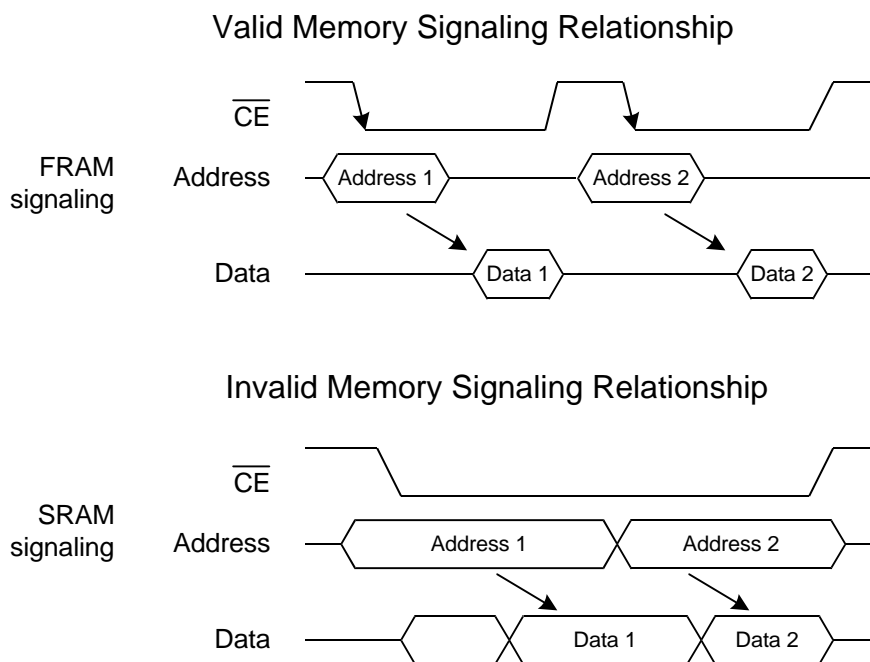 Valid Memory Signaling Relationship
CE
FRAM
signaling
Address
Address 1
Address 2
Data
Data 1
Data 2
Invalid Memory Signaling Relationship
CE
SRAM
signaling
Address
Address 1
Address 2
Data
Data 1
Data 2